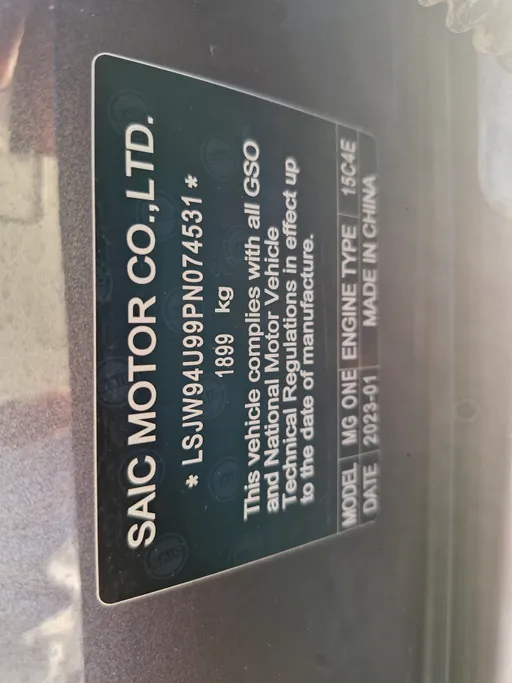 SAIC MOTOR CO.,LTD.
* LSJW94U99PN074531 *
1899 kg
This vehicle complies with all GSO
and National Motor Vehicle
Technical Regulations in effect up
to the date of manufacture.
MODEL MG ONE ENGINE TYPE 15C4E
DATE 2023-01 MADE IN CHINA